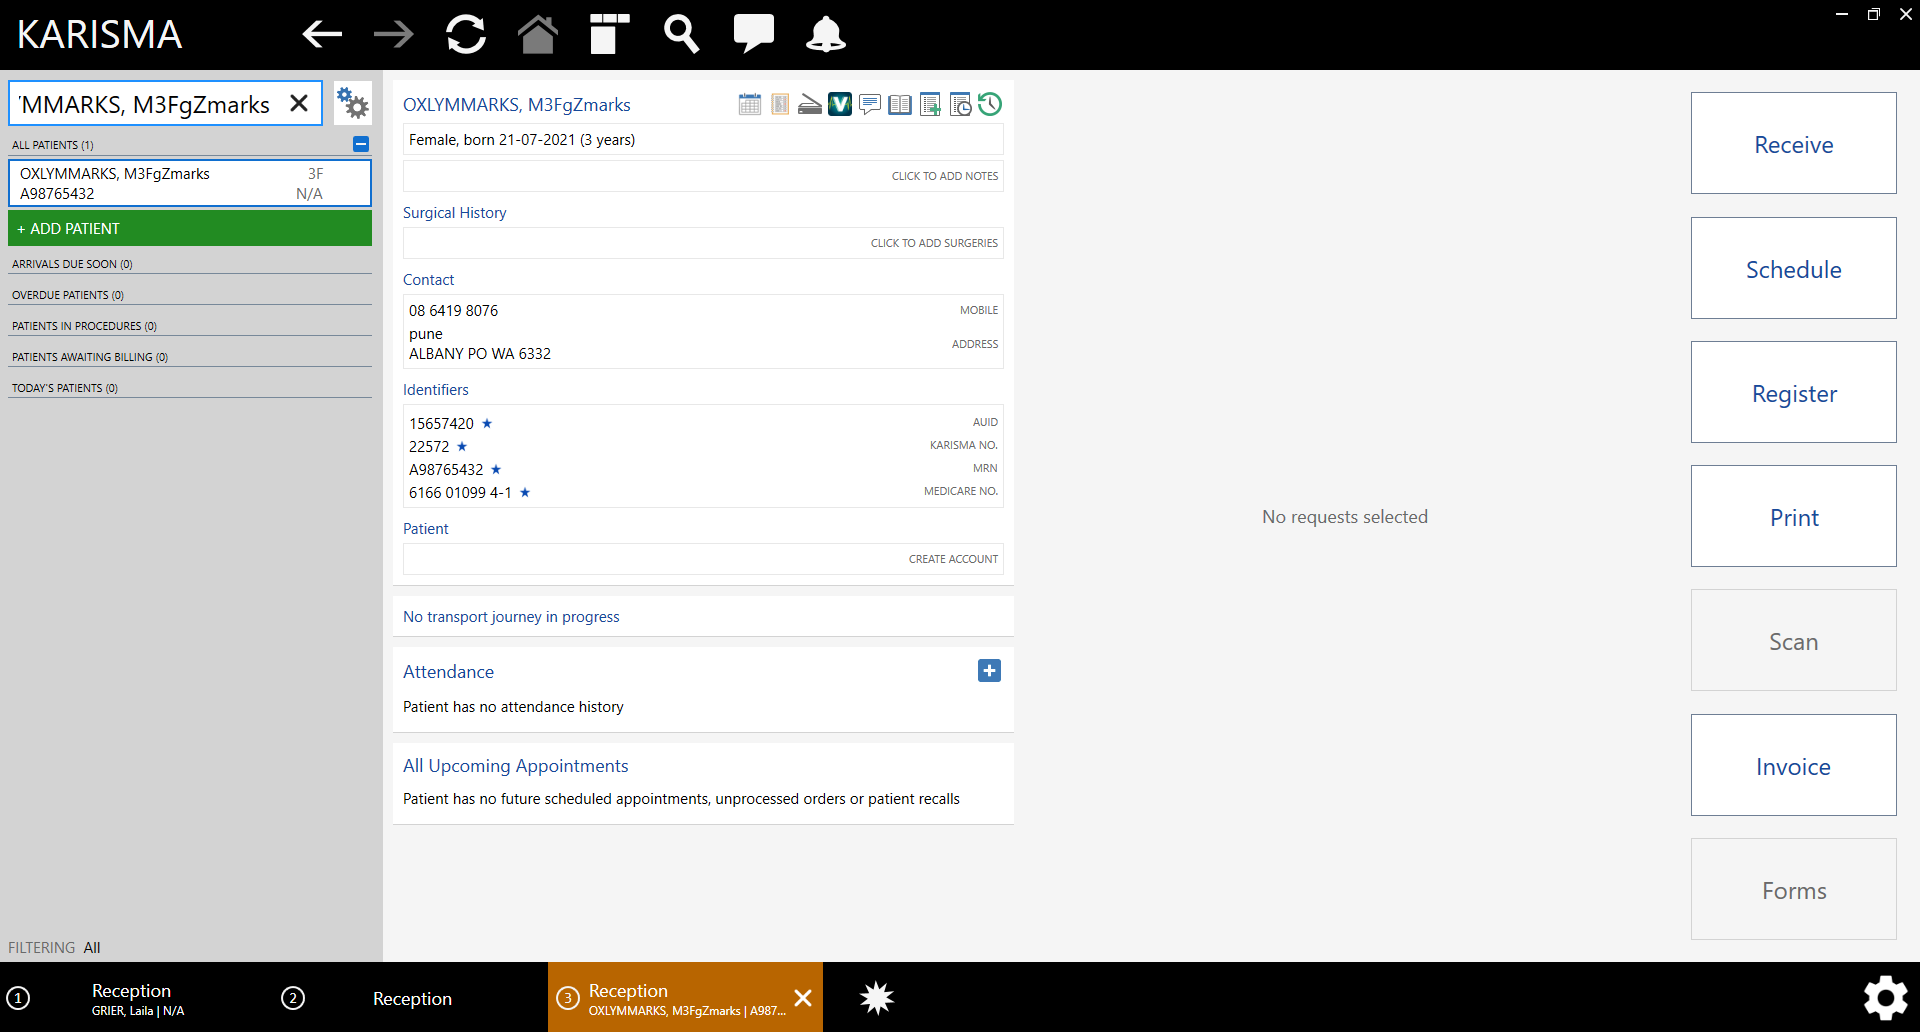 KARISMA
'MMARKS, M3FgZmarks
ALL PATIENTS (1)
OXLYMMARKS, M3FgZmarks 3F
A98765432 N/A
+ ADD PATIENT
ARRIVALS DUE SOON (0)
OVERDUE PATIENTS (0)
PATIENTS IN PROCEDURES (0)
PATIENTS AWAITING BILLING (0)
TODAY'S PATIENTS (0)
FILTERING All
OXLYMMARKS, M3FgZmarks
Female, born 21-07-2021 (3 years)
CLICK TO ADD NOTES
Surgical History
CLICK TO ADD SURGERIES
Contact
08 6419 8076 MOBILE
pune
ALBANY PO WA 6332 ADDRESS
Identifiers
15657420 ★ AUID
22572 ★ KARISMA NO.
A98765432 ★ MRN
6166 01099 4-1 ★ MEDICARE NO.
Patient
CREATE ACCOUNT
No transport journey in progress
Attendance
Patient has no attendance history
All Upcoming Appointments
Patient has no future scheduled appointments, unprocessed orders or patient recalls
No requests selected
Receive
Schedule
Register
Print
Scan
Invoice
Forms
1 Reception
GRIER, Laila | N/A
2 Reception
3 Reception
OXLYMMARKS, M3FgZmarks | A987...